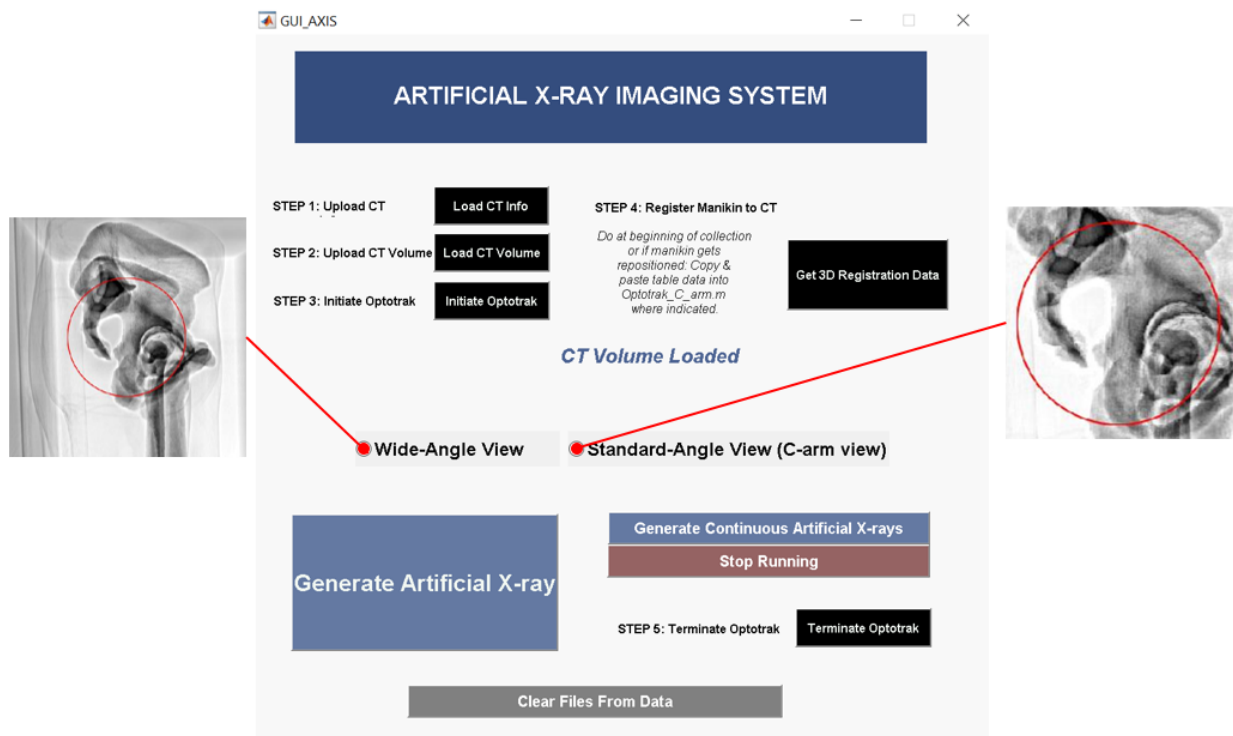 GUI_AXIS
ARTIFICIAL X-RAY IMAGING SYSTEM
STEP 1: Upload CT
Load CT Info
STEP 2: Upload CT Volume
Load CT Volume
STEP 3: Initiate Optotrak
Initiate Optotrak
STEP 4: Register Manikin to CT
Do at beginning of collection
or if manikin gets
repositioned: Copy &
paste table data into
Optotrak_C_arm.m
where indicated.
Get 3D Registration Data
CT Volume Loaded
Wide-Angle View
Standard-Angle View (C-arm view)
Generate Artificial X-ray
Generate Continuous Artificial X-rays
Stop Running
STEP 5: Terminate Optotrak
Terminate Optotrak
Clear Files From Data